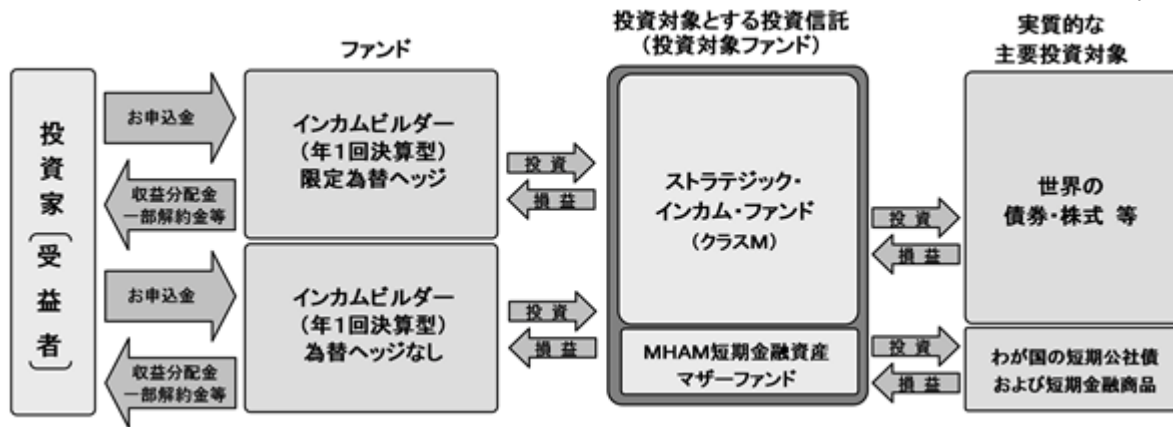 ファンド
投資対象とする投資信託
(投資対象ファンド)
実質的な
主要投資対象
投資家(受益者)
お申込金
収益分配金
一部解約金等
お申込金
収益分配金
一部解約金等
インカムビルダー
(年1回決算型)
限定為替ヘッジ
インカムビルダー
(年1回決算型)
為替ヘッジなし
投資
損益
投資
損益
ストラテジック・
インカム・ファンド
(クラスM)
MHAM短期金融資産
マザーファンド
投資
損益
投資
損益
世界の
債券・株式 等
わが国の短期公社債
および短期金融商品